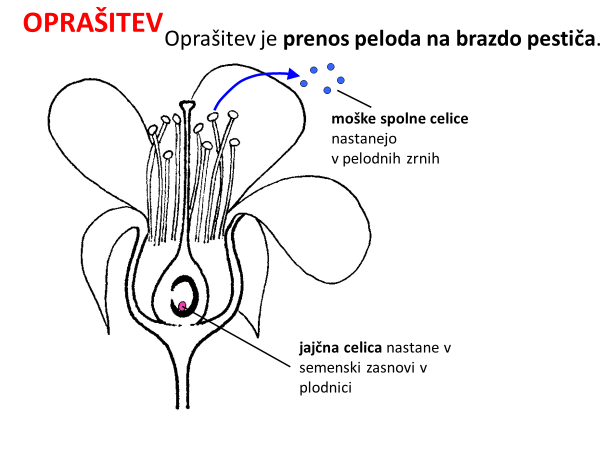 OPRAŠITEV
Oprašitev je prenos peloda na brazdo pestiča.
moške spolne celice
nastanejo
v pelodnih zrnih
jajčna celica nastane v
semenski zasnovi v
plodnici